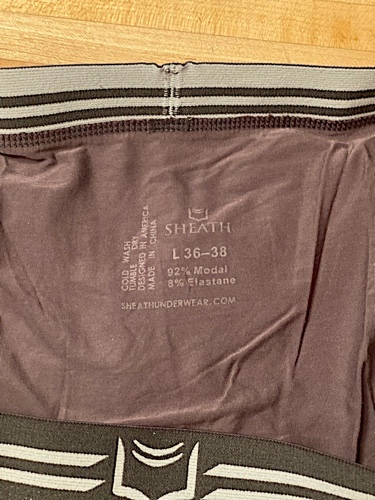 SHEATH
L 36–38
92% Modal
8% Elastane
COLD WASH
TUMBLE DRY
DESIGNED IN AMERICA
MADE IN CHINA
SHEATHUNDERWEAR.COM